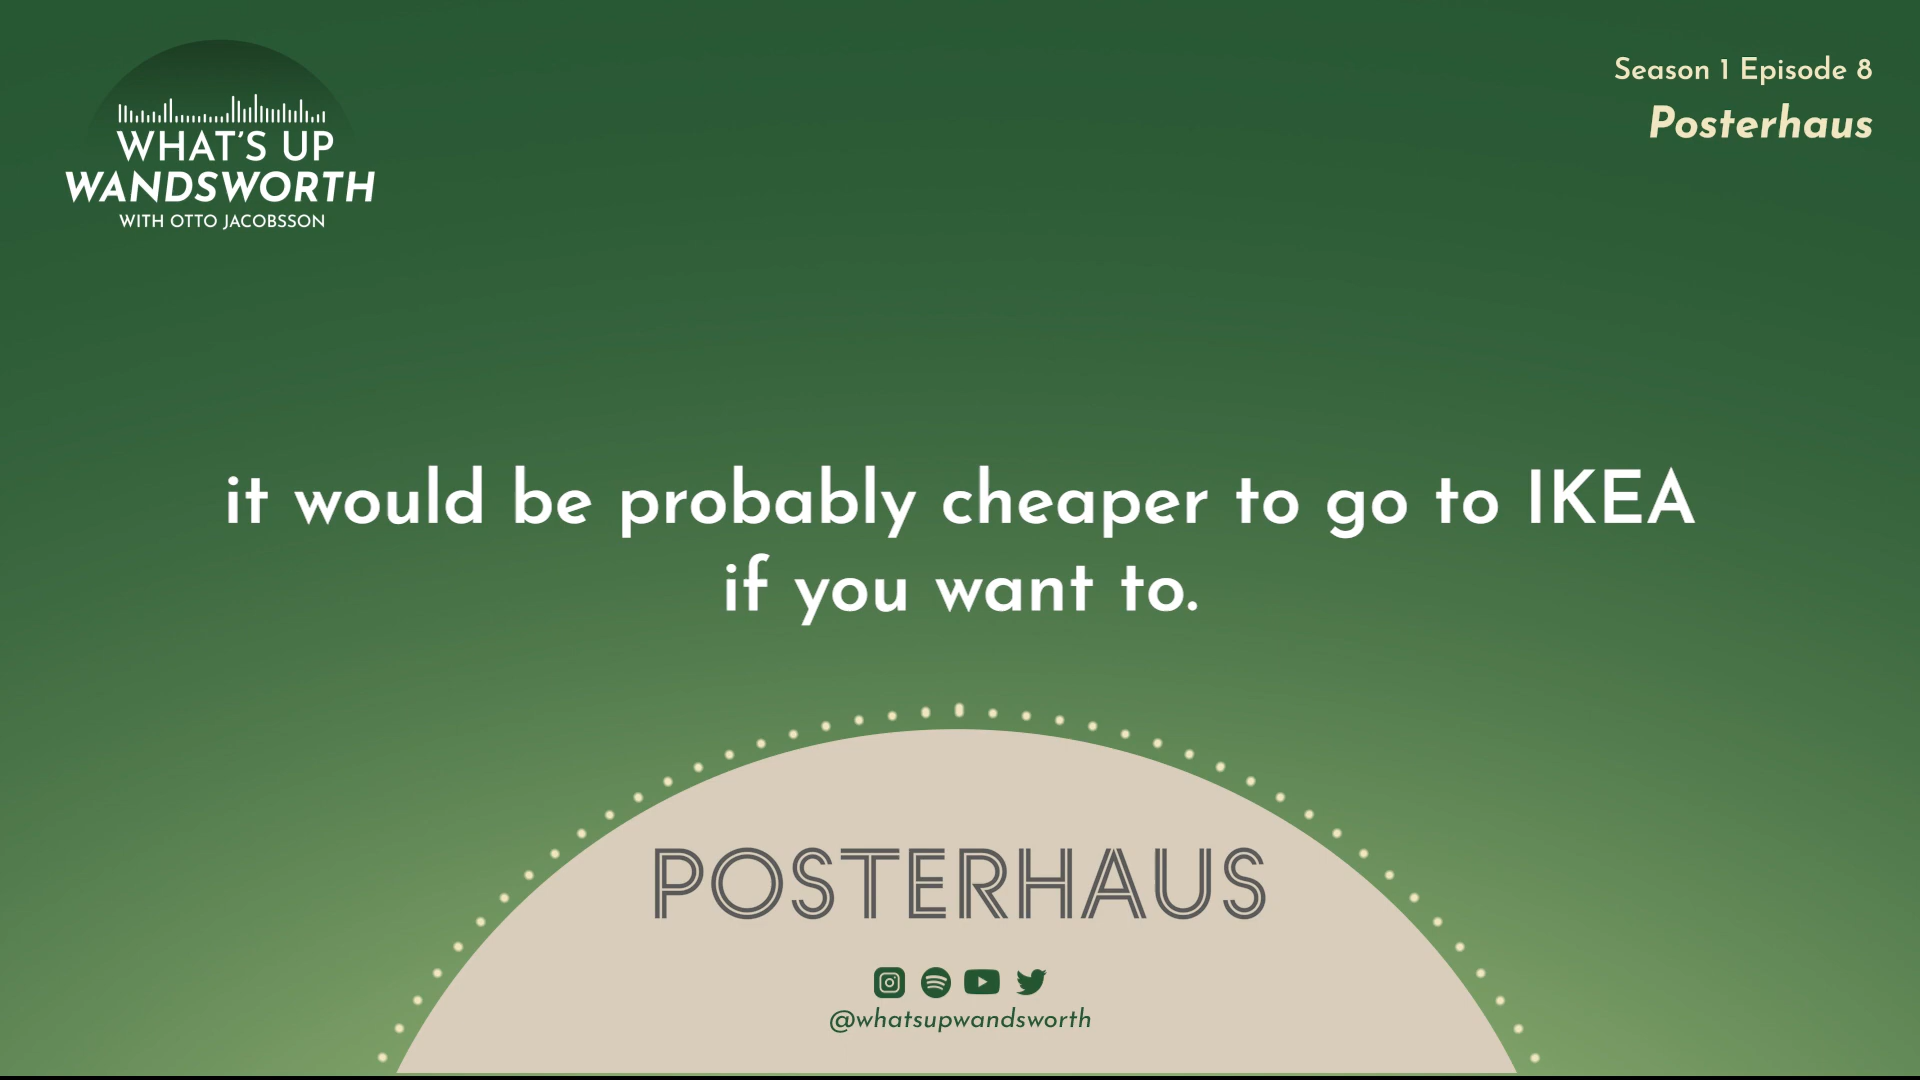 WHAT'S UP
WANDSWORTH
WITH OTTO JACOBSSON
Season 1 Episode 8
Posterhaus
it would be probably cheaper to go to IKEA
if you want to.
POSTERHAUS
@whatsupwandsworth